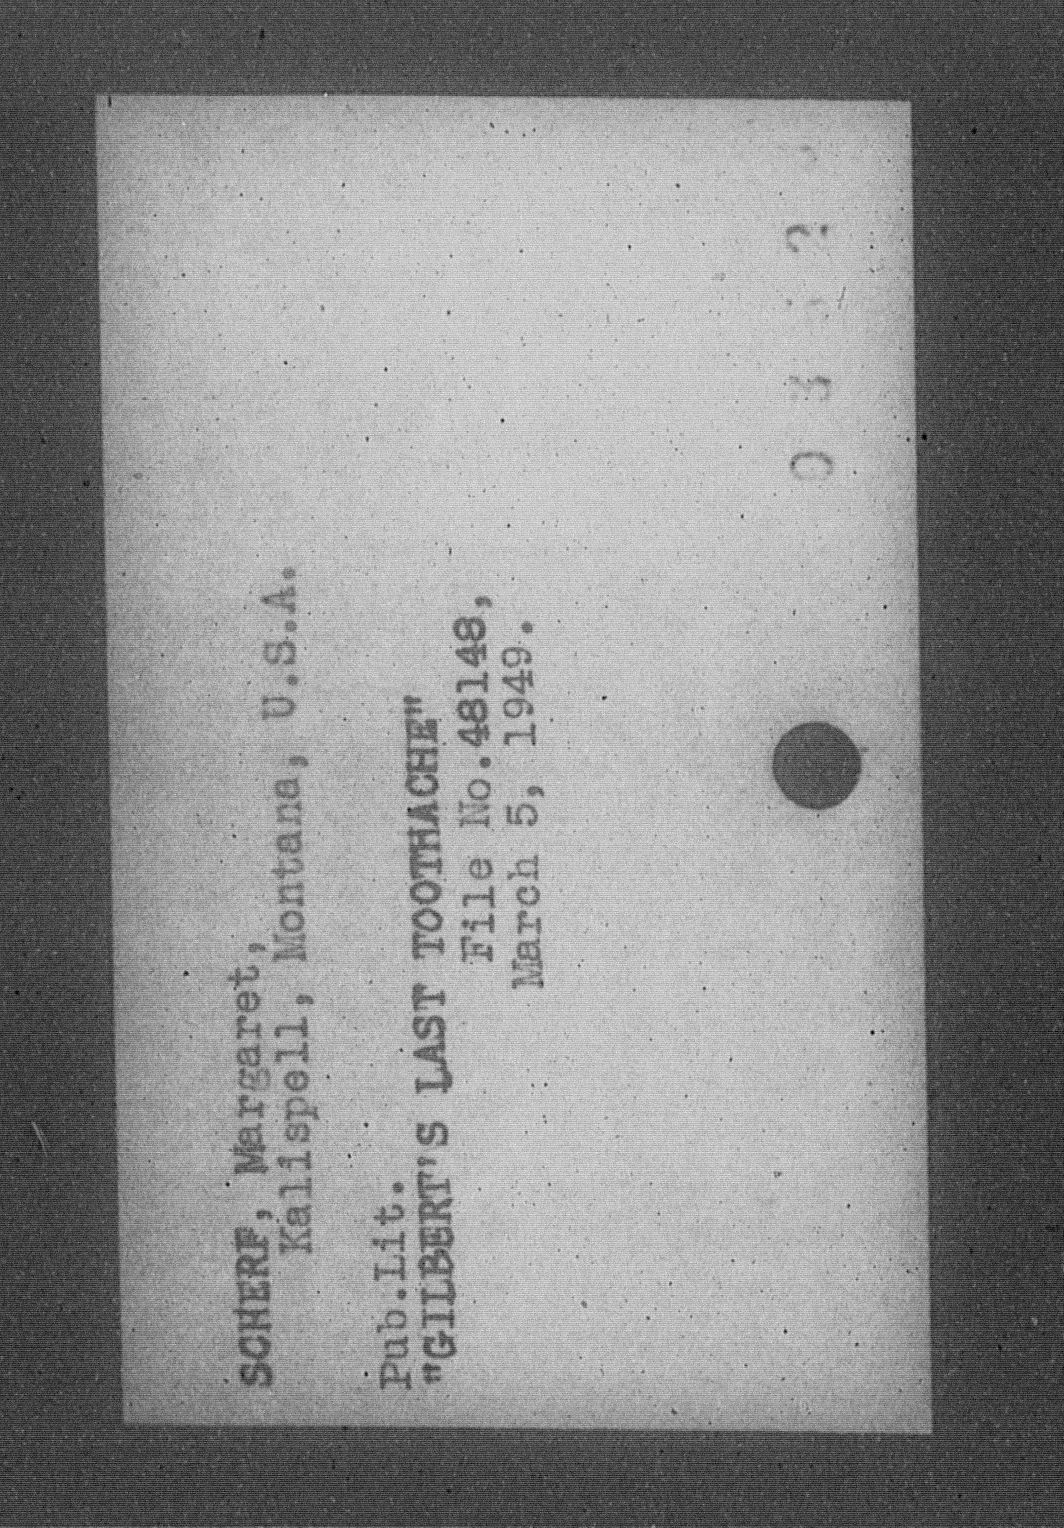 SCHERF, Margaret,
Kalispell, Montana, U.S.A.
Pub.Lit.
"GILBERT'S LAST TOOTHACHE"
File No.48148,
March 5, 1949.